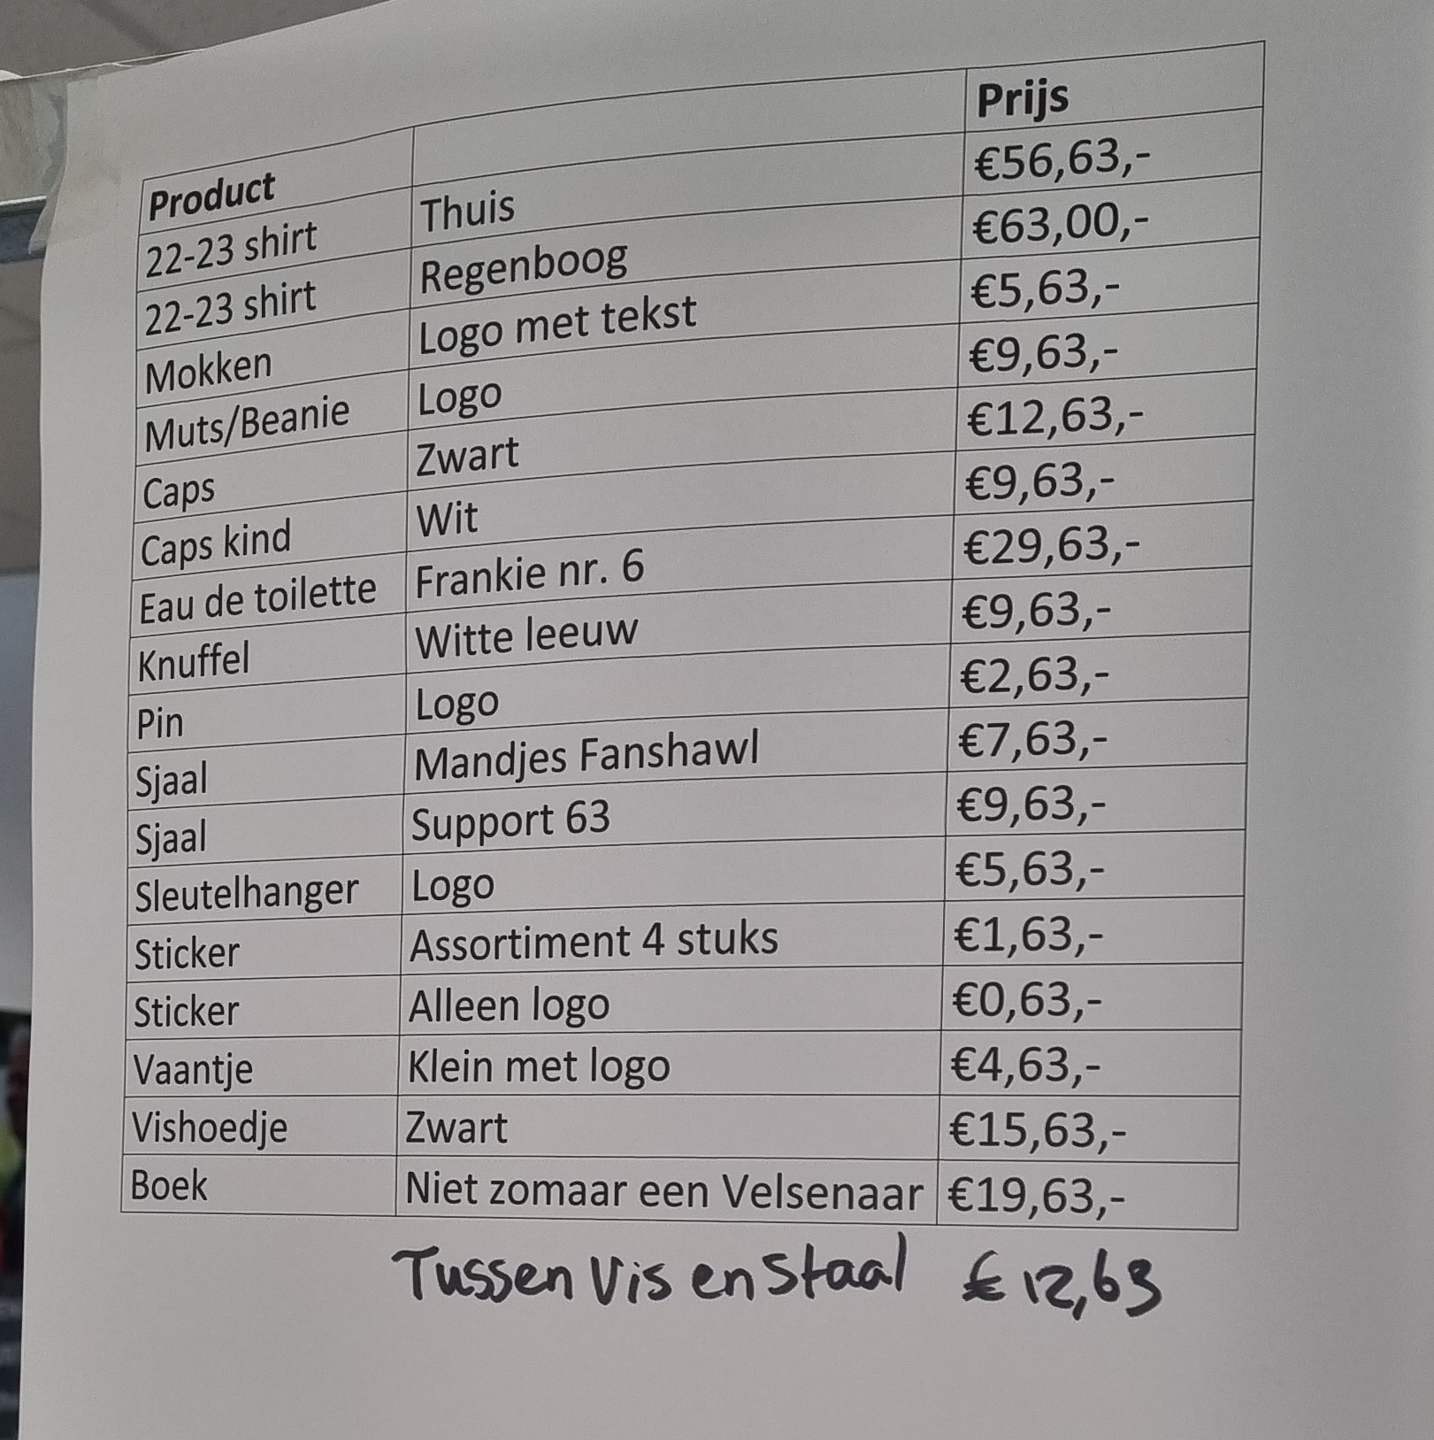 Product Prijs
22-23 shirt Thuis €56,63,-
22-23 shirt Regenboog €63,00,-
Mokken Logo met tekst €5,63,-
Muts/Beanie Logo €9,63,-
Caps Zwart €12,63,-
Caps kind Wit €9,63,-
Eau de toilette Frankie nr. 6 €29,63,-
Knuffel Witte leeuw €9,63,-
Pin Logo €2,63,-
Sjaal Mandjes Fanshawl €7,63,-
Sjaal Support 63 €9,63,-
Sleutelhanger Logo €5,63,-
Sticker Assortiment 4 stuks €1,63,-
Sticker Alleen logo €0,63,-
Vaantje Klein met logo €4,63,-
Vishoedje Zwart €15,63,-
Boek Niet zomaar een Velsenaar €19,63,-
Tussen Vis en Staal € 12,63